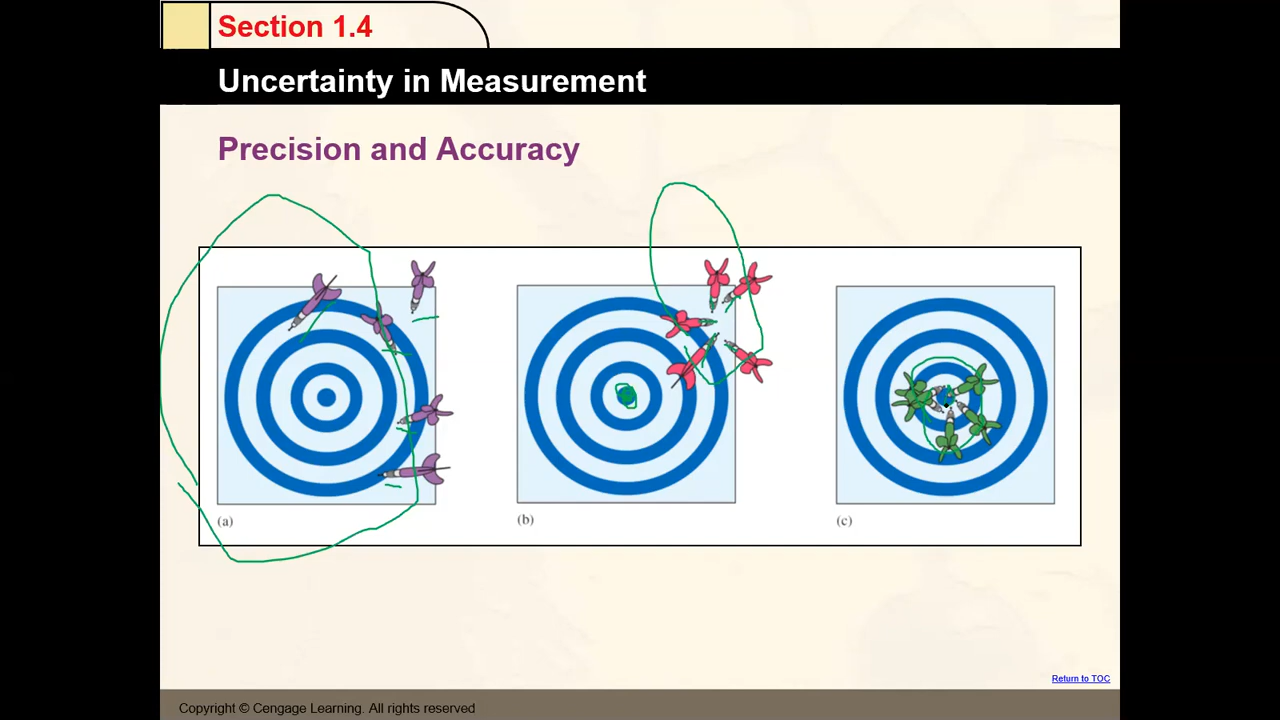 Section 1.4
Uncertainty in Measurement
Precision and Accuracy
(a)
(b)
(c)
Return to TOC
Copyright © Cengage Learning. All rights reserved